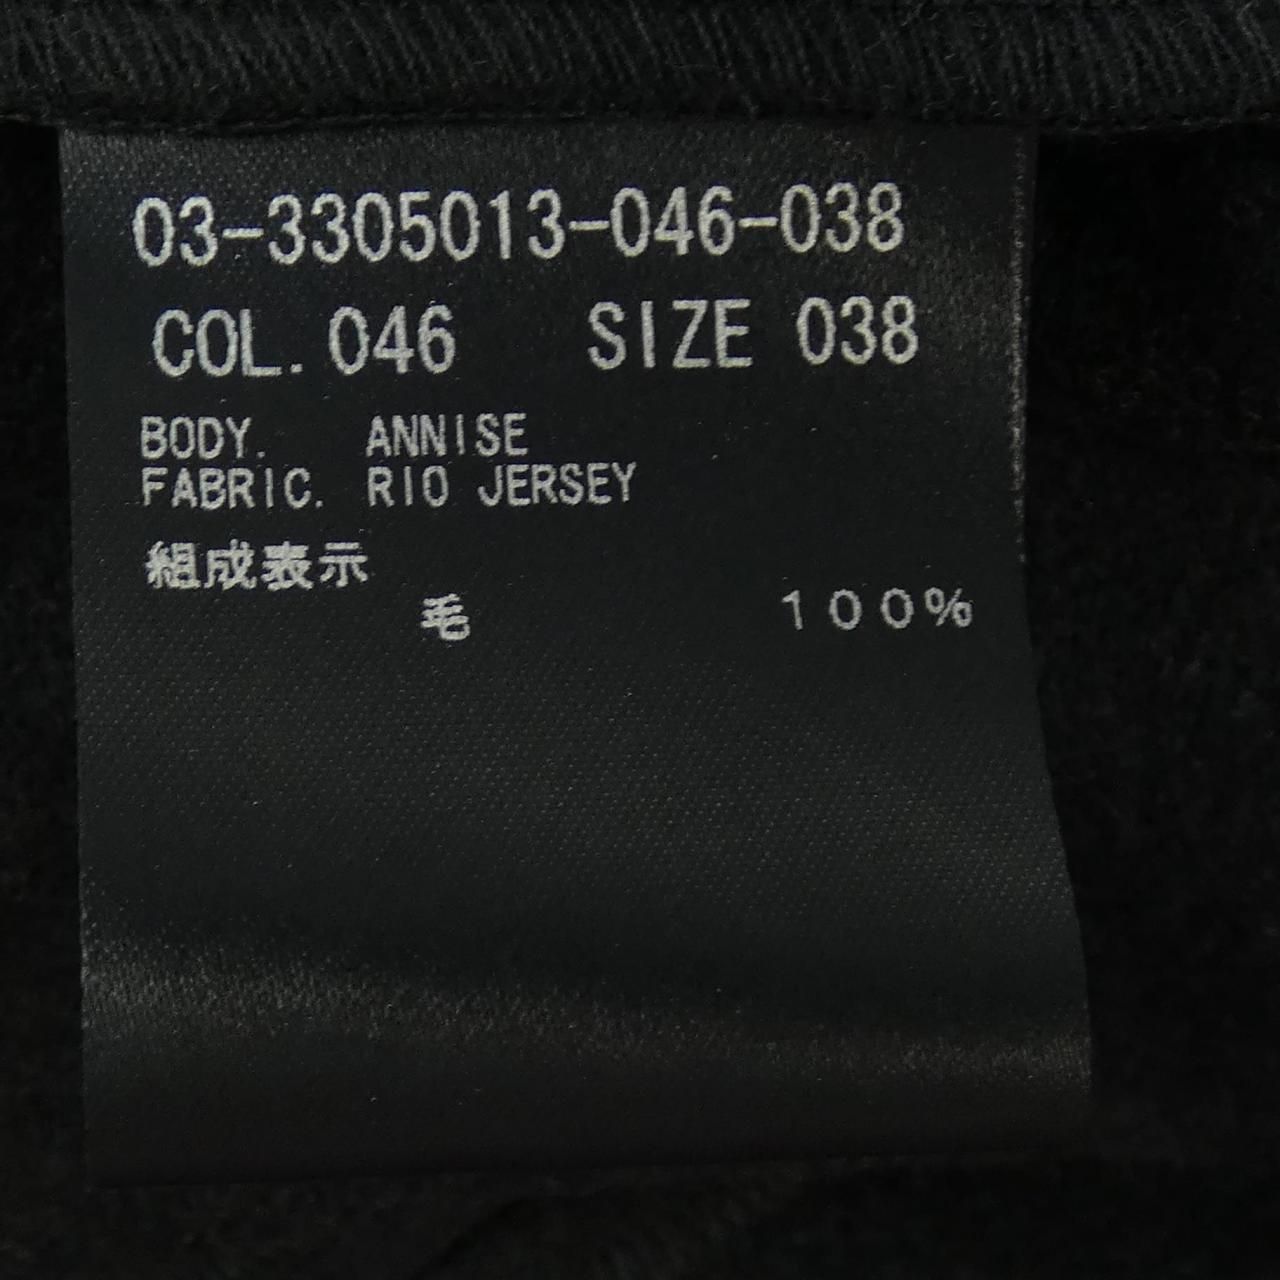 03-3305013-046-038
COL. 046 SIZE 038
BODY. ANNISE
FABRIC. RIO JERSEY
組成表示
毛 100%